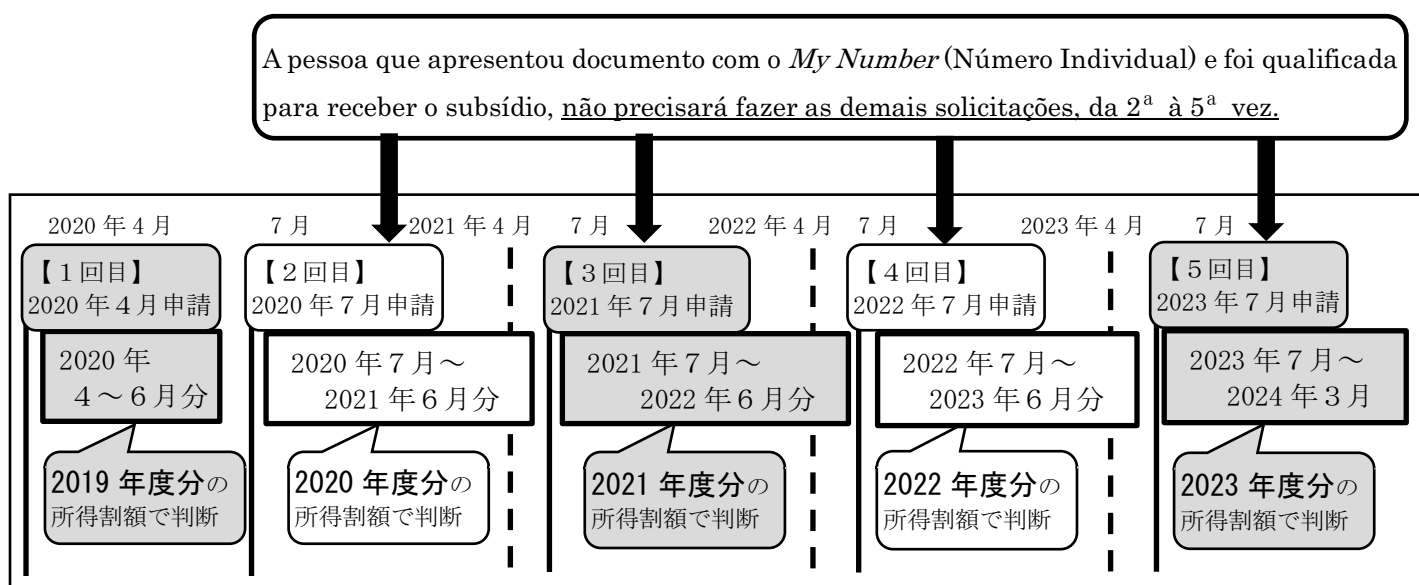 A pessoa que apresentou documento com o My Number (Número Individual) e foi qualificada
para receber o subsídio, não precisará fazer as demais solicitações, da 2ª à 5ª vez.
2020 年 4 月
7 月
2021 年 4 月
7 月
2022 年 4 月
7 月
2023 年 4 月
7 月
【１回目】
2020 年４月申請
【２回目】
2020 年７月申請
【３回目】
2021 年７月申請
【４回目】
2022 年７月申請
【５回目】
2023 年７月申請
2020 年
４～６月分
2020 年７月～
2021 年６月分
2021 年７月～
2022 年６月分
2022 年７月～
2023 年６月分
2023 年７月～
2024 年３月
2019 年度分の
所得割額で判断
2020 年度分の
所得割額で判断
2021 年度分の
所得割額で判断
2022 年度分の
所得割額で判断
2023 年度分の
所得割額で判断